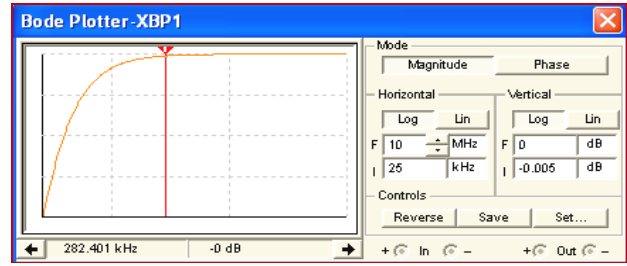 Bode Plotter-XBP1
Mode
Magnitude Phase
Horizontal Vertical
Log Lin Log Lin
F 10 MHz F 0 dB
I 25 kHz I -0.005 dB
Controls
Reverse Save Set...
282.401 kHz -0 dB + In - + Out -